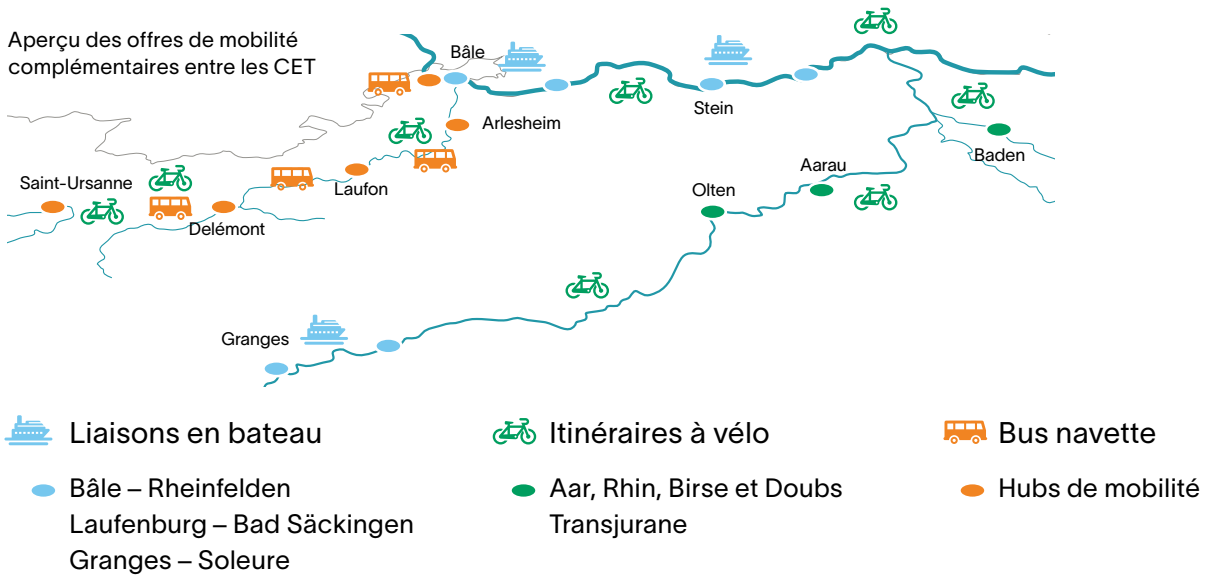 Aperçu des offres de mobilité
complémentaires entre les CET
Bâle
Stein
Arlesheim
Baden
Aarau
Laufon
Olten
Saint-Ursanne
Delémont
Granges
Liaisons en bateau
Itinéraires à vélo
Bus navette
Bâle – Rheinfelden
Laufenburg – Bad Säckingen
Granges – Soleure
Aar, Rhin, Birse et Doubs
Transjurane
Hubs de mobilité